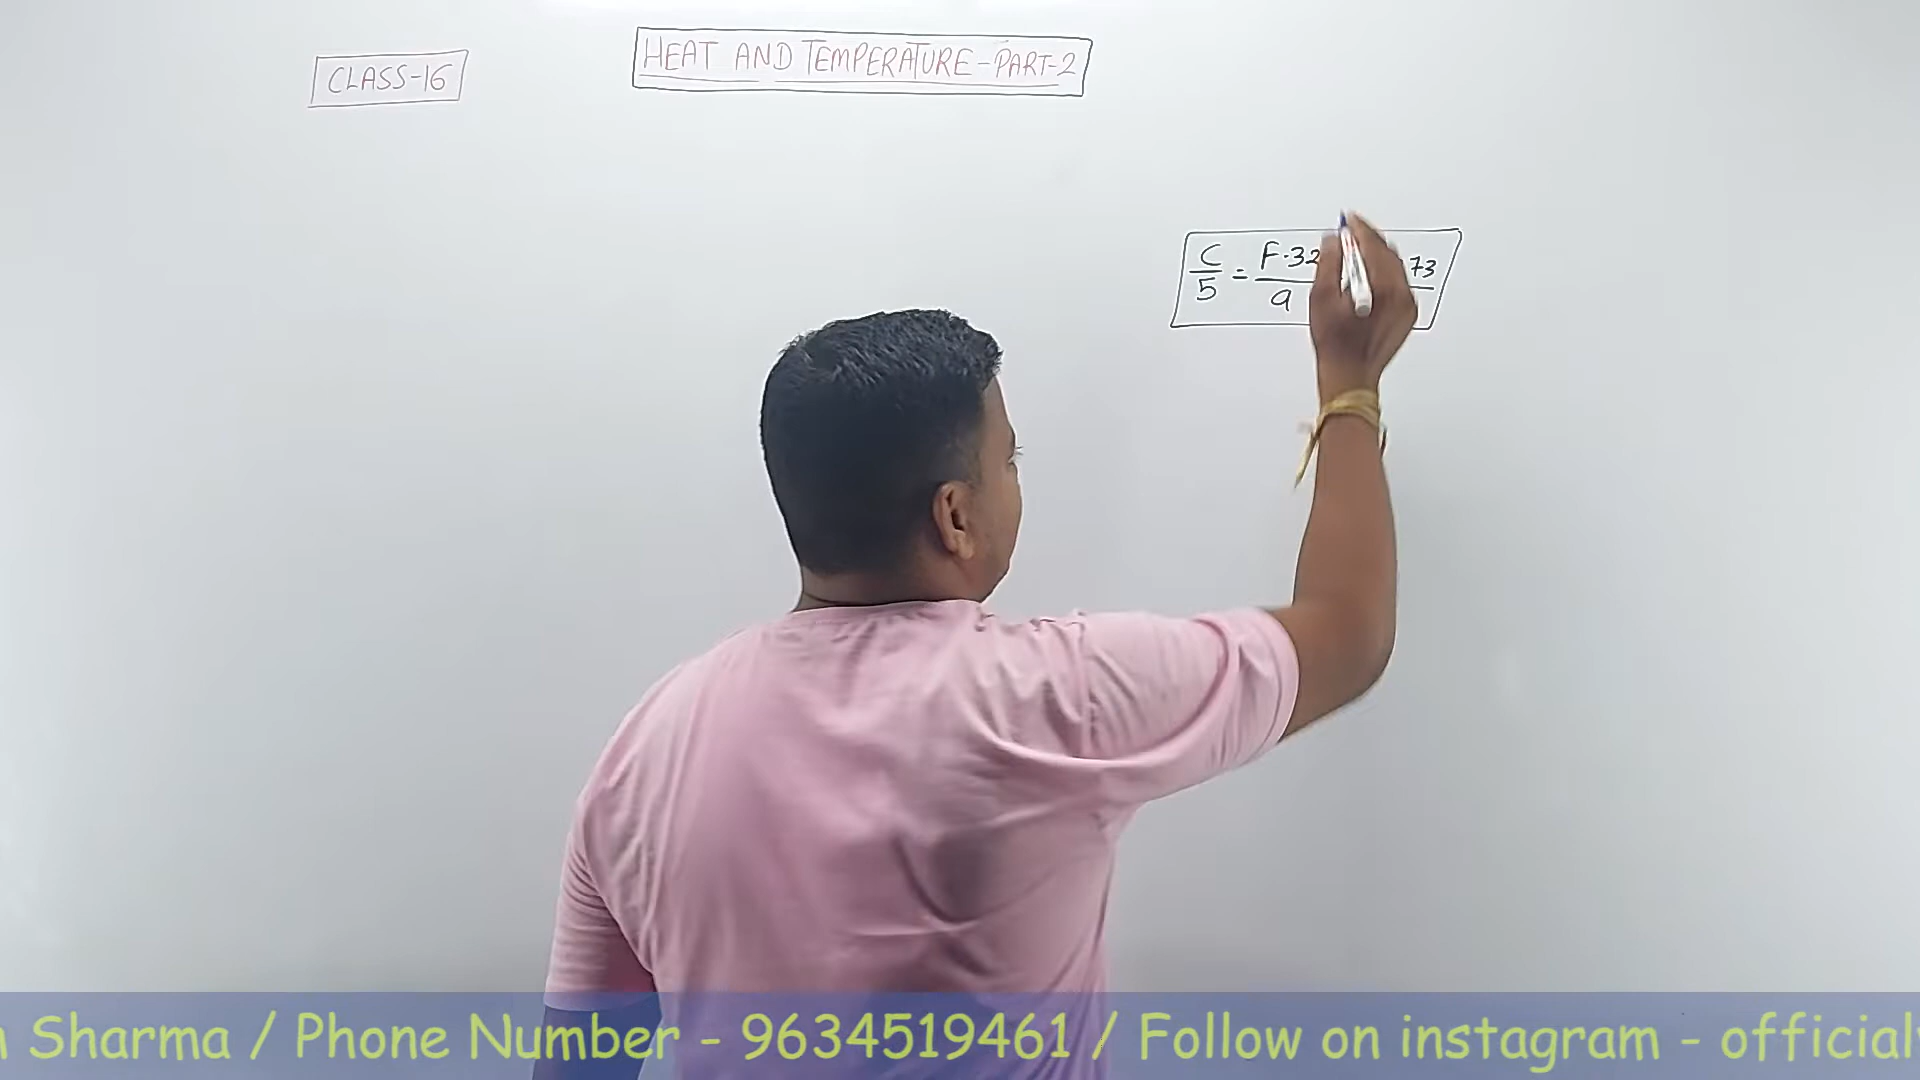 CLASS-16
HEAT AND TEMPERATURE-PART-2
C/5 = F-32/9 73
Sharma / Phone Number - 9634519461 / Follow on instagram - official